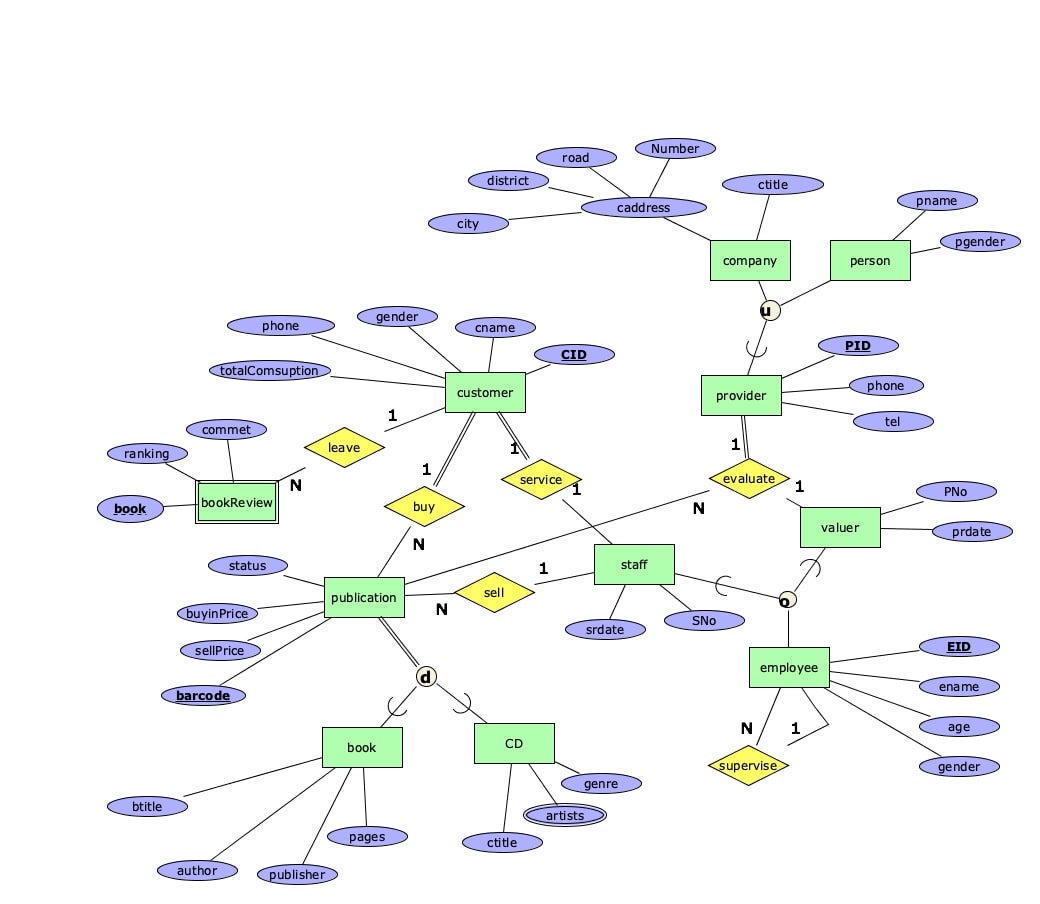 Number
road
district
ctitle
caddress
pname
city
pgender
company
person
u
gender
phone
cname
PID
CID
totalComsuption
phone
customer
provider
1
tel
commet
leave
1
ranking
1
1
service
evaluate
N
1
1
PNo
bookReview
book
buy
N
valuer
prdate
N
status
staff
1
publication
sell
o
N
buyinPrice
SNo
srdate
sellPrice
EID
employee
d
barcode
ename
age
N
1
CD
book
supervise
gender
genre
btitle
artists
pages
ctitle
author
publisher